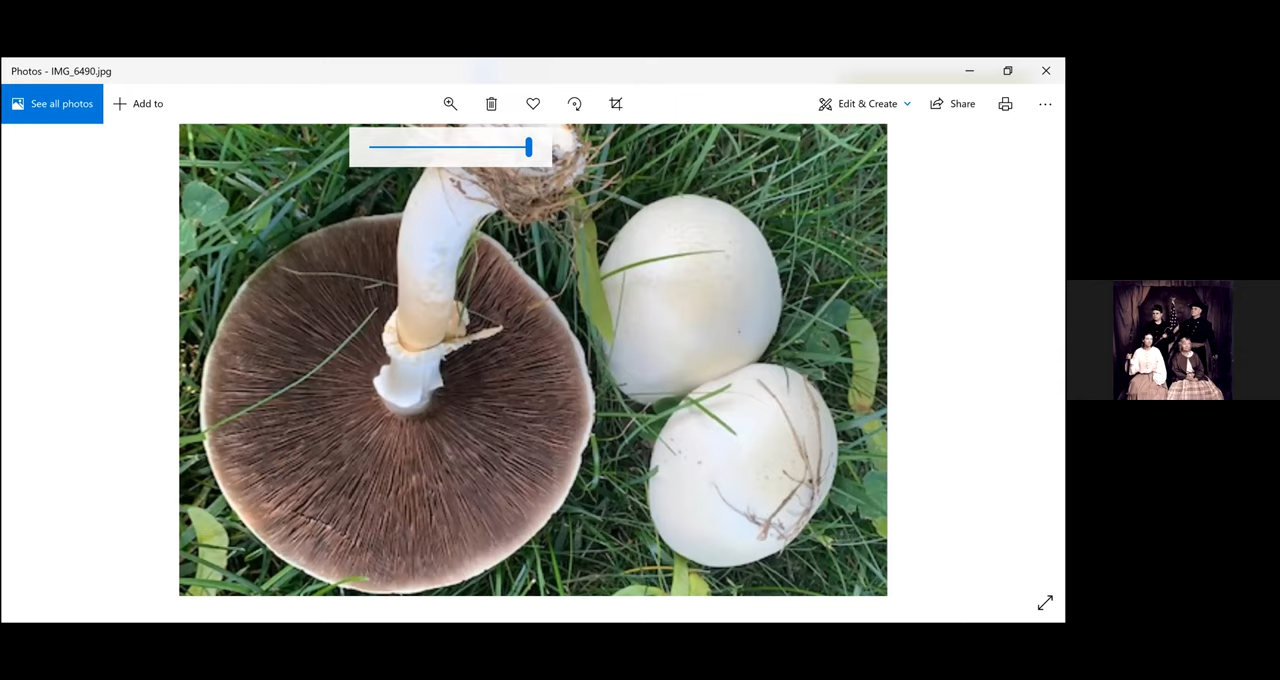 Photos - IMG_6490.jpg
See all photos
Add to
Edit & Create
Share